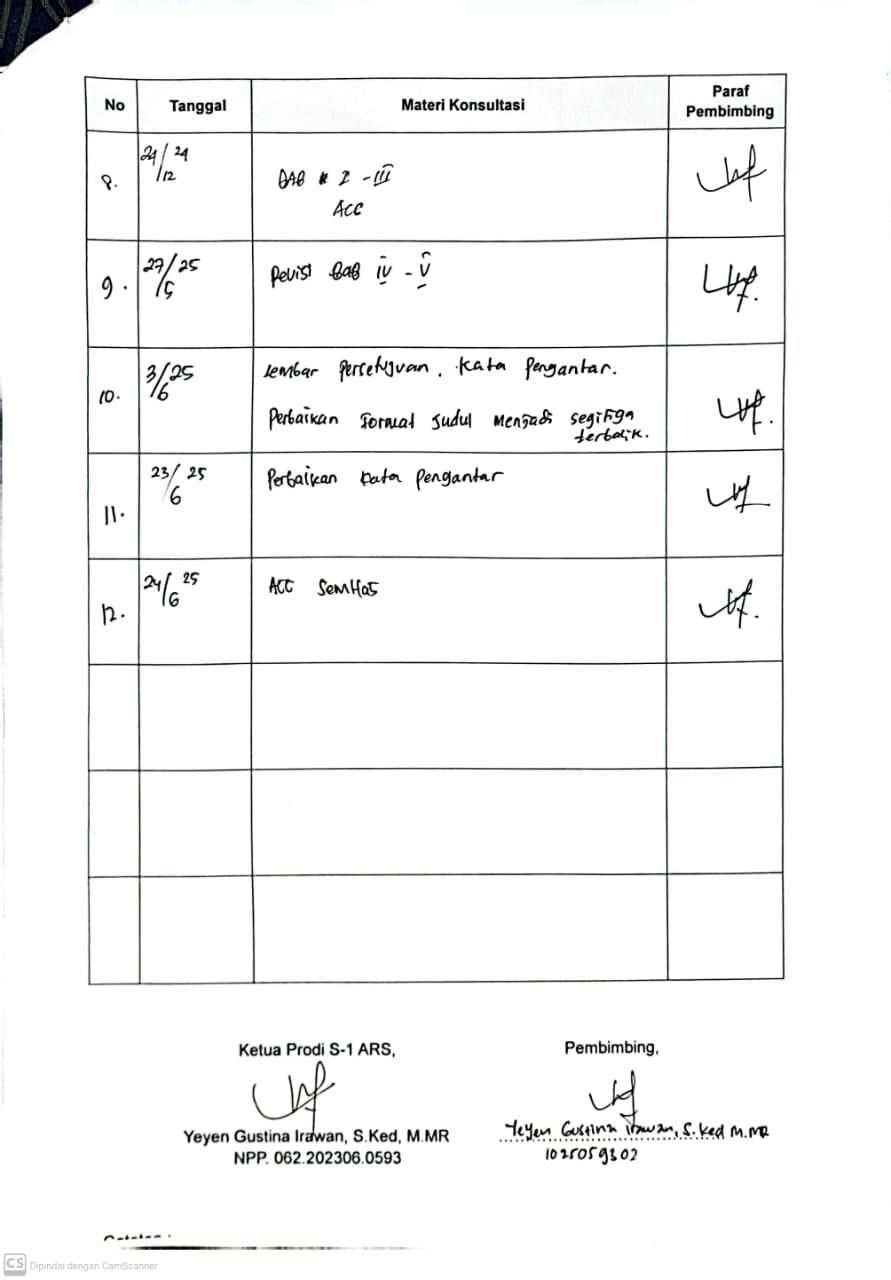 No Tanggal Materi Konsultasi Paraf Pembimbing
8. 24/12 24 BAB I - III
ACC
9. 27/5 25 Revisi Bab IV - V
10. 3/6 25 Lembar Persetujuan, Kata Pengantar.
Perbaikan Format Judul Menjadi segitiga
terbalik.
11. 23/6 25 Perbaikan Kata Pengantar
12. 24/6 25 ACC SemHas
Ketua Prodi S-1 ARS, Pembimbing,
Yeyen Gustina Irawan, S.Ked, M.MR Yeyen Gustina Irawan, S.Ked M.MR
NPP. 062.202306.0593 1025059302
CS Dipindai dengan CamScanner